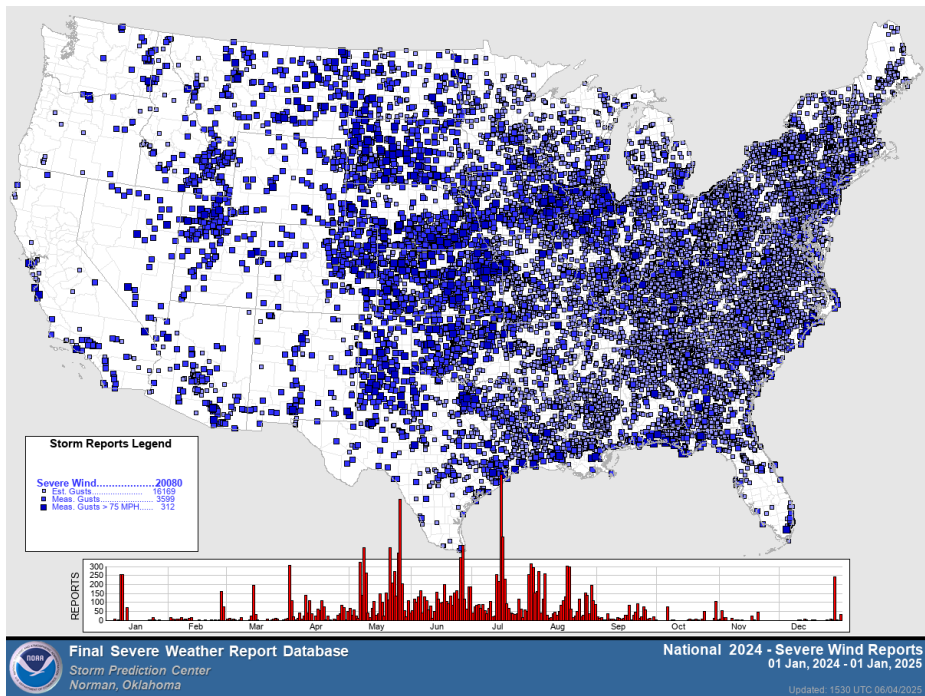 Storm Reports Legend
Severe Wind....................20080
Est. Gusts..................... 16169
Meas. Gusts...................... 3599
Meas. Gusts > 75 MPH...... 312
REPORTS
300
250
200
150
100
50
0
Jan Feb Mar Apr May Jun Jul Aug Sep Oct Nov Dec
NOAA
Final Severe Weather Report Database
Storm Prediction Center
Norman, Oklahoma
National 2024 - Severe Wind Reports
01 Jan, 2024 - 01 Jan, 2025
Updated: 1530 UTC 06/04/2025